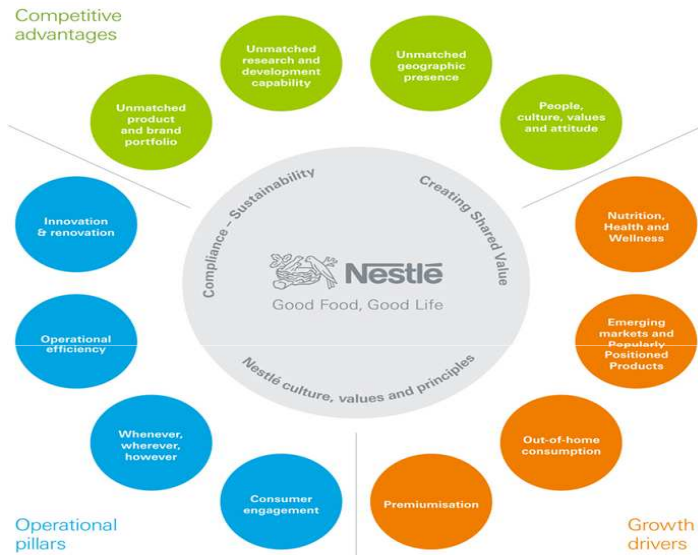 Competitive
advantages
Unmatched
product
and brand
portfolio
Unmatched
research and
development
capability
Unmatched
geographic
presence
People,
culture, values
and attitude
Innovation
& renovation
Operational
efficiency
Whenever,
wherever,
however
Consumer
engagement
Operational
pillars
Compliance – Sustainability
Creating Shared Value
Nestlé
Good Food, Good Life
Nestlé culture, values and principles
Nutrition,
Health and
Wellness
Emerging
markets and
Popularly
Positioned
Products
Out-of-home
consumption
Premiumisation
Growth
drivers